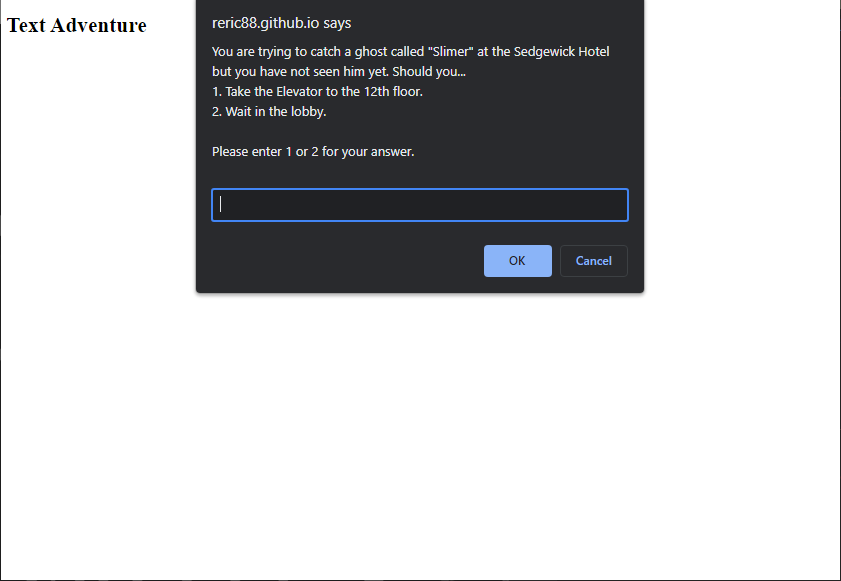 Text Adventure
reric88.github.io says
You are trying to catch a ghost called "Slimer" at the Sedgewick Hotel
but you have not seen him yet. Should you...
1. Take the Elevator to the 12th floor.
2. Wait in the lobby.
Please enter 1 or 2 for your answer.
OK
Cancel